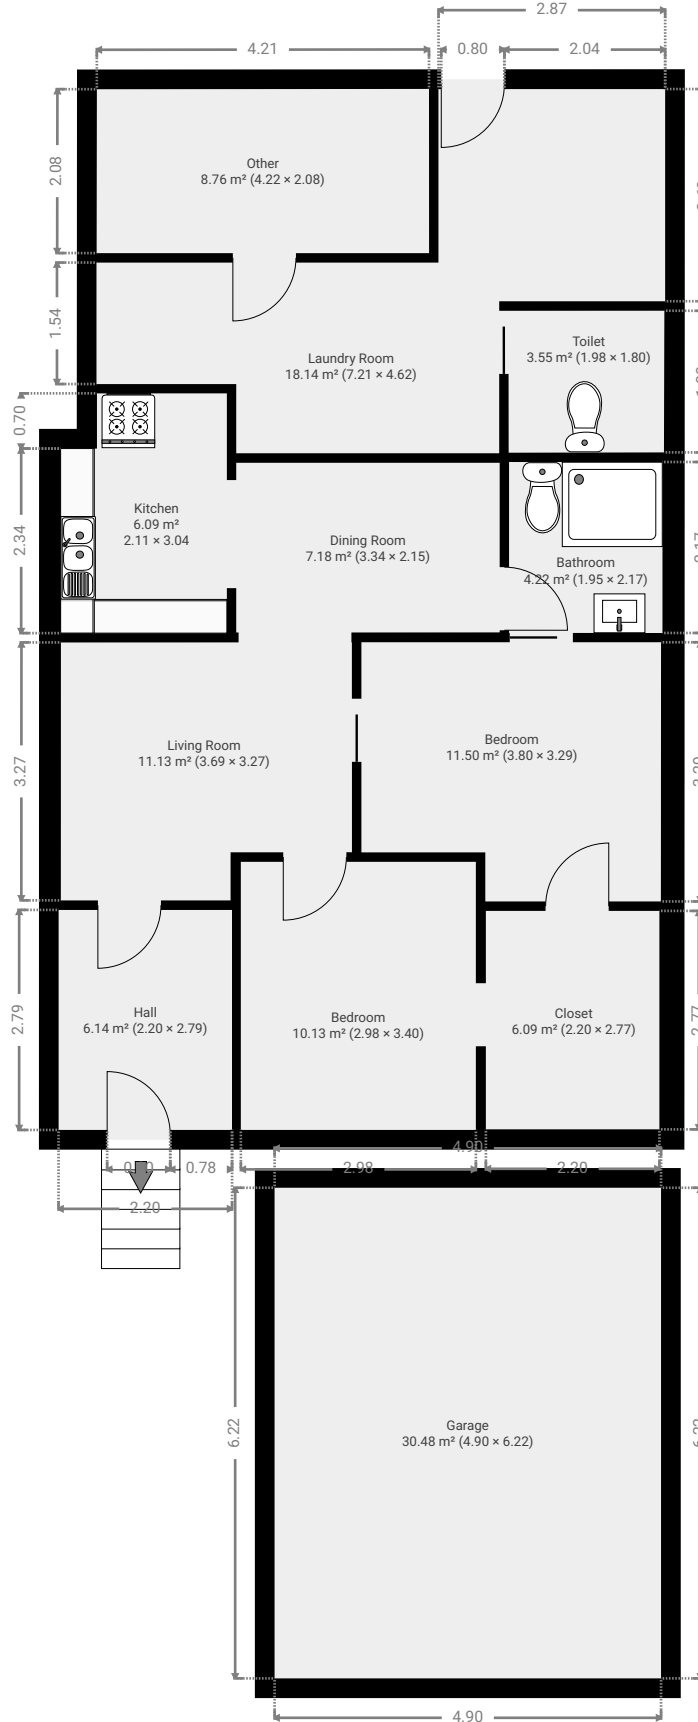 2.87
4.21
0.80
2.04
2.08
Other
8.76 m² (4.22 × 2.08)
1.54
Toilet
3.55 m² (1.98 × 1.80)
Laundry Room
18.14 m² (7.21 × 4.62)
0.70
Kitchen
6.09 m²
2.11 × 3.04
2.34
Dining Room
7.18 m² (3.34 × 2.15)
Bathroom
4.22 m² (1.95 × 2.17)
Living Room
11.13 m² (3.69 × 3.27)
Bedroom
11.50 m² (3.80 × 3.29)
3.27
Hall
6.14 m² (2.20 × 2.79)
Bedroom
10.13 m² (2.98 × 3.40)
Closet
6.09 m² (2.20 × 2.77)
2.79
2.77
4.90
0.78
2.98
2.20
2.20
6.22
Garage
30.48 m² (4.90 × 6.22)
4.90